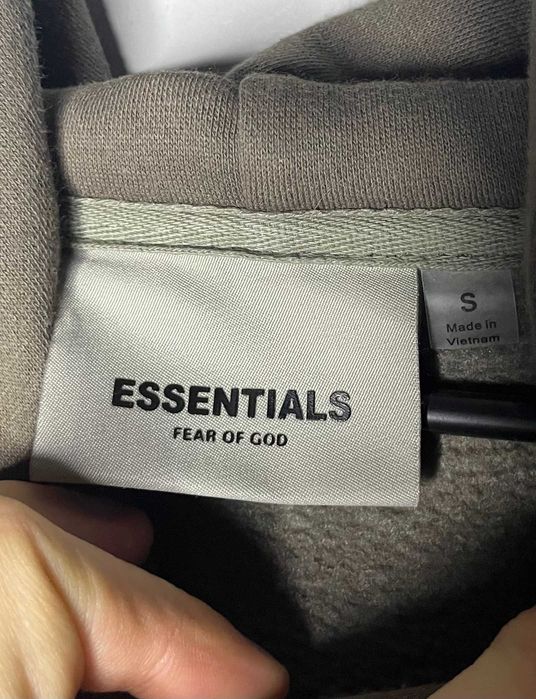 S
Made in
Vietnam
ESSENTIALS
FEAR OF GOD